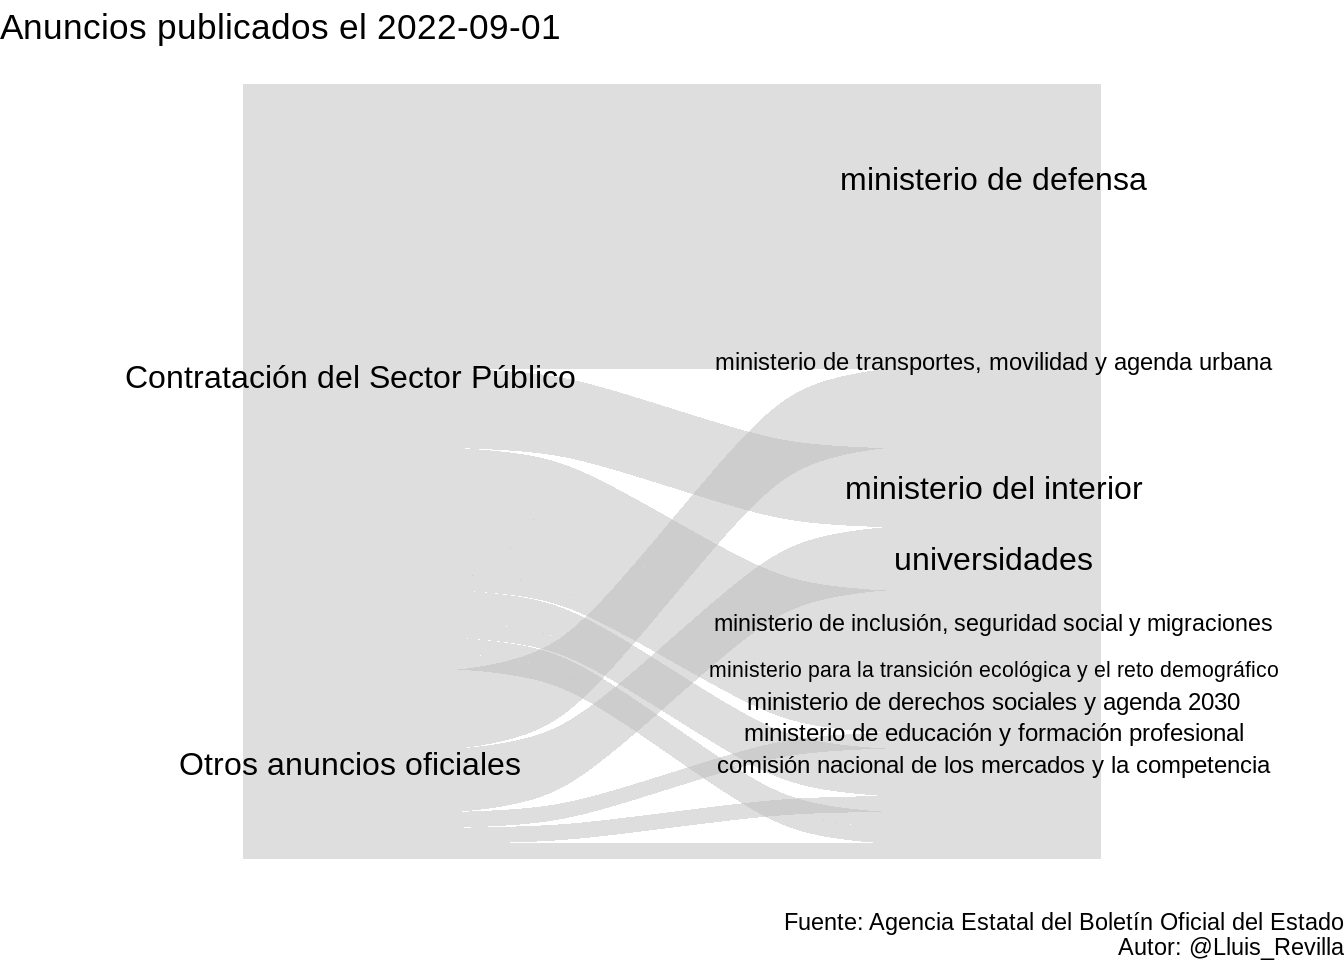 Anuncios publicados el 2022-09-01
ministerio de defensa
ministerio de transportes, movilidad y agenda urbana
Contratación del Sector Público
ministerio del interior
universidades
ministerio de inclusión, seguridad social y migraciones
ministerio para la transición ecológica y el reto demográfico
ministerio de derechos sociales y agenda 2030
ministerio de educación y formación profesional
Otros anuncios oficiales
comisión nacional de los mercados y la competencia
Fuente: Agencia Estatal del Boletín Oficial del Estado
Autor: @Lluis_Revilla